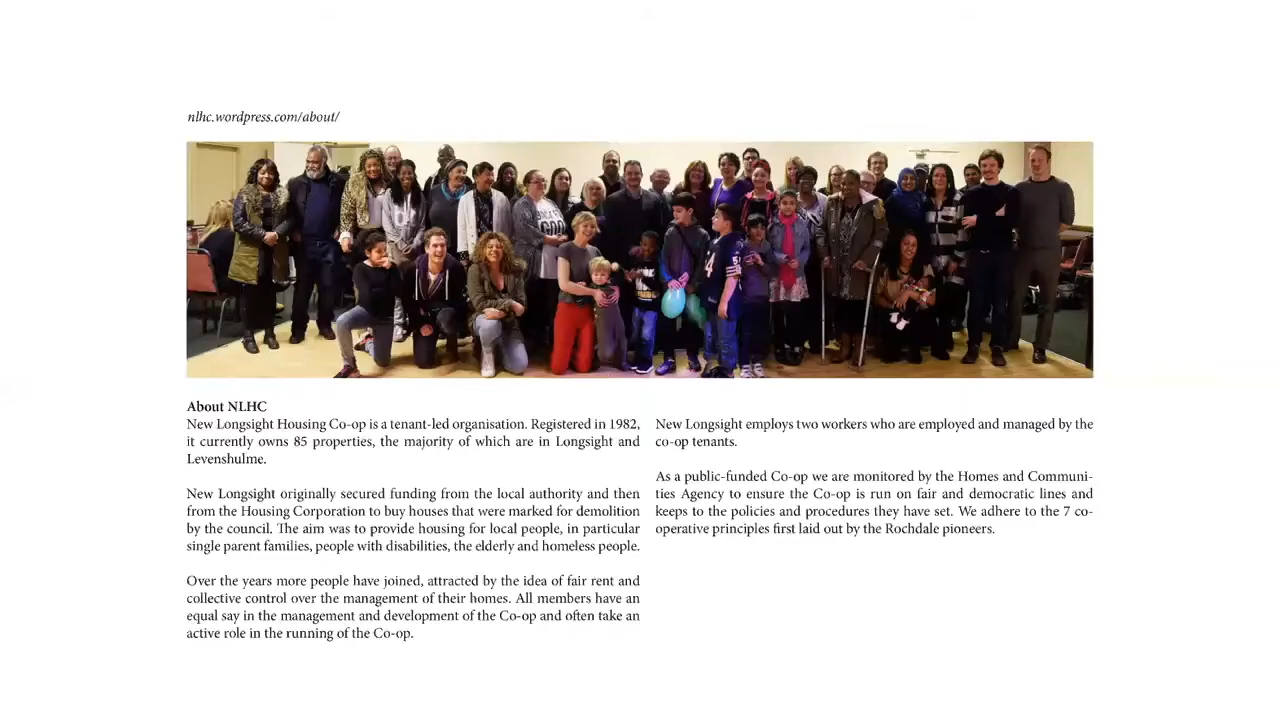 nlhc.wordpress.com/about/
54
About NLHC
New Longsight Housing Co-op is a tenant-led organisation. Registered in 1982,
it currently owns 85 properties, the majority of which are in Longsight and
Levenshulme.
New Longsight originally secured funding from the local authority and then
from the Housing Corporation to buy houses that were marked for demolition
by the council. The aim was to provide housing for local people, in particular
single parent families, people with disabilities, the elderly and homeless people.
Over the years more people have joined, attracted by the idea of fair rent and
collective control over the management of their homes. All members have an
equal say in the management and development of the Co-op and often take an
active role in the running of the Co-op.
New Longsight employs two workers who are employed and managed by the
co-op tenants.
As a public-funded Co-op we are monitored by the Homes and Communi-
ties Agency to ensure the Co-op is run on fair and democratic lines and
keeps to the policies and procedures they have set. We adhere to the 7 co-
operative principles first laid out by the Rochdale pioneers.